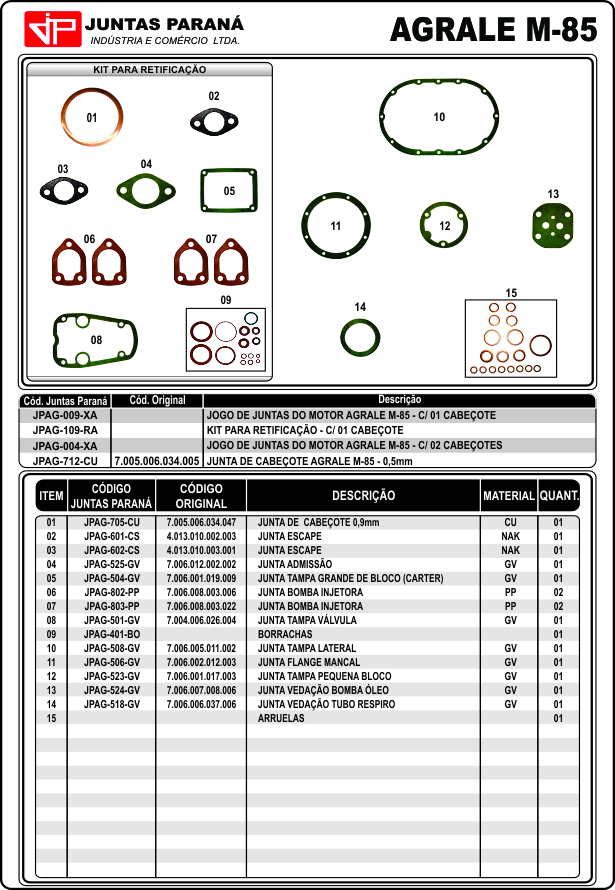 JP JUNTAS PARANÁ
INDÚSTRIA E COMÉRCIO LTDA.
AGRALE M-85
KIT PARA RETIFICAÇÃO
01
02
03
04
05
06
07
08
09
10
11
12
13
14
15
Cód. Juntas Paraná Cód. Original Descrição
JPAG-009-XA JOGO DE JUNTAS DO MOTOR AGRALE M-85 - C/ 01 CABEÇOTE
JPAG-109-RA KIT PARA RETIFICAÇÃO - C/ 01 CABEÇOTE
JPAG-004-XA JOGO DE JUNTAS DO MOTOR AGRALE M-85 - C/ 02 CABEÇOTES
JPAG-712-CU 7.005.006.034.005 JUNTA DE CABEÇOTE AGRALE M-85 - 0,5mm
ITEM CÓDIGO JUNTAS PARANÁ CÓDIGO ORIGINAL DESCRIÇÃO MATERIAL QUANT.
01 JPAG-705-CU 7.005.006.034.047 JUNTA DE CABEÇOTE 0,9mm CU 01
02 JPAG-601-CS 4.013.010.002.003 JUNTA ESCAPE NAK 01
03 JPAG-602-CS 4.013.010.003.001 JUNTA ESCAPE NAK 01
04 JPAG-525-GV 7.006.012.002.002 JUNTA ADMISSÃO GV 01
05 JPAG-504-GV 7.006.001.019.009 JUNTA TAMPA GRANDE DE BLOCO (CARTER) GV 01
06 JPAG-802-PP 7.006.008.003.006 JUNTA BOMBA INJETORA PP 02
07 JPAG-803-PP 7.006.008.003.022 JUNTA BOMBA INJETORA PP 02
08 JPAG-501-GV 7.004.006.026.004 JUNTA TAMPA VÁLVULA GV 01
09 JPAG-401-BO BORRACHAS 01
10 JPAG-508-GV 7.006.005.011.002 JUNTA TAMPA LATERAL GV 01
11 JPAG-506-GV 7.006.002.012.003 JUNTA FLANGE MANCAL GV 01
12 JPAG-523-GV 7.006.001.017.003 JUNTA TAMPA PEQUENA BLOCO GV 01
13 JPAG-524-GV 7.006.007.008.006 JUNTA VEDAÇÃO BOMBA ÓLEO GV 01
14 JPAG-518-GV 7.006.006.037.006 JUNTA VEDAÇÃO TUBO RESPIRO GV 01
15 ARRUELAS 01